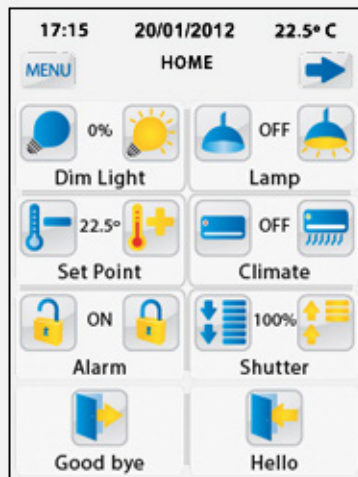 17:15 20/01/2012 22.5° C
MENU HOME
0% OFF
Dim Light Lamp
22.5° OFF
Set Point Climate
ON 100%
Alarm Shutter
Good bye Hello